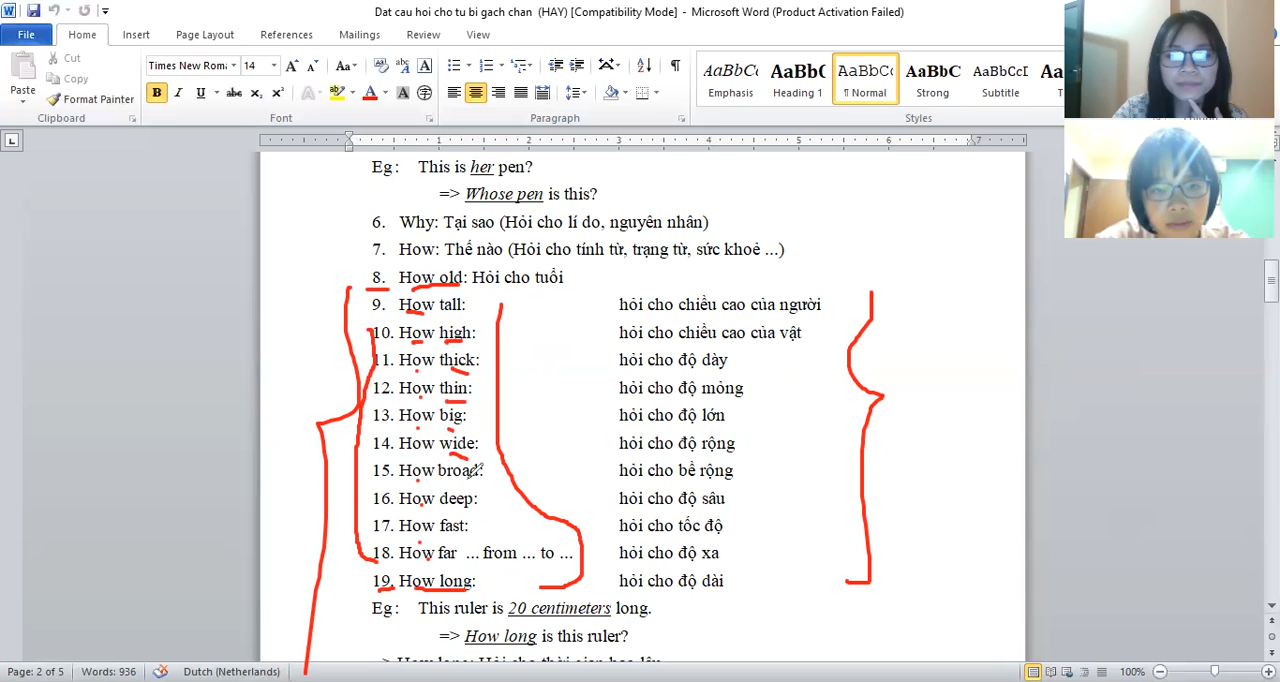 Dat cau hoi cho tu bi gach chan (HAY) [Compatibility Mode] - Microsoft Word (Product Activation Failed)
File Home Insert Page Layout References Mailings Review View
Cut
Copy
Format Painter
Paste
Clipboard
Times New Roma 14
Font
Paragraph
AaBbCc AaBbC AaBbCc AaBbC AaBbCcD
Emphasis Heading 1 ¶ Normal Strong Subtitle
Styles
1 2 3 4 5 6 7
Eg : This is her pen?
=> Whose pen is this?
6. Why: Tại sao (Hỏi cho lí do, nguyên nhân)
7. How: Thế nào (Hỏi cho tính từ, trạng từ, sức khoẻ ...)
8. How old: Hỏi cho tuổi
9. How tall: hỏi cho chiều cao của người
10. How high: hỏi cho chiều cao của vật
11. How thick: hỏi cho độ dày
12. How thin: hỏi cho độ mỏng
13. How big: hỏi cho độ lớn
14. How wide: hỏi cho độ rộng
15. How broad: hỏi cho bề rộng
16. How deep: hỏi cho độ sâu
17. How fast: hỏi cho tốc độ
18. How far ... from ... to ... hỏi cho độ xa
19. How long: hỏi cho độ dài
Eg : This ruler is 20 centimeters long.
=> How long is this ruler?
Page: 2 of 5 Words: 936 Dutch (Netherlands) 100%